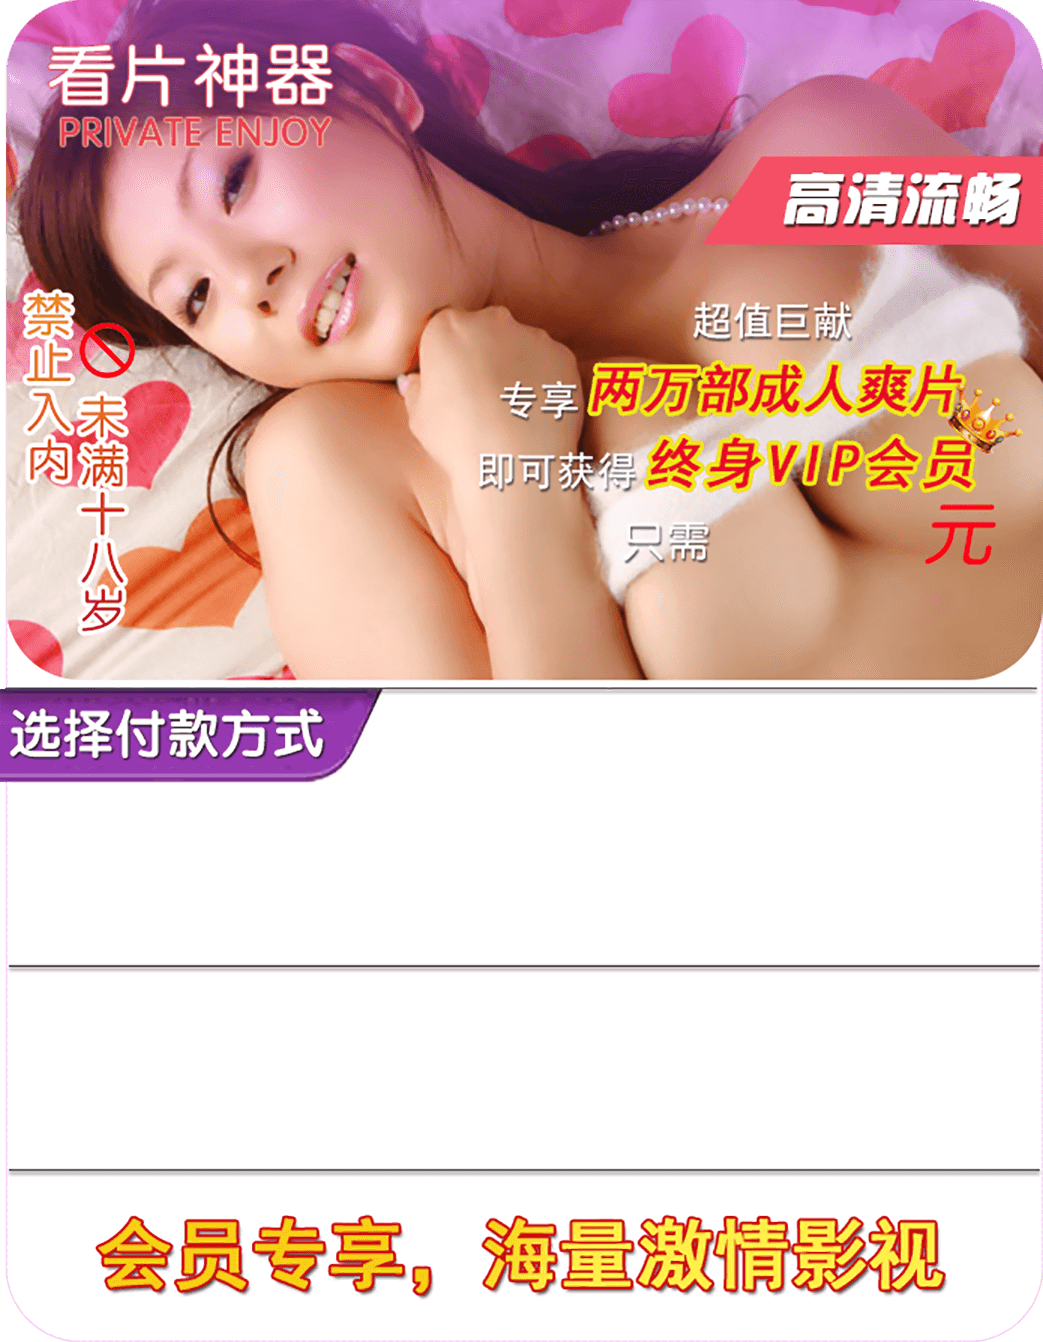 看片神器
PRIVATE ENJOY
高清流畅
禁止入内
未满十八岁
超值巨献
专享两万部成人爽片
即可获得终身VIP会员
只需 元
选择付款方式
会员专享，海量激情影视